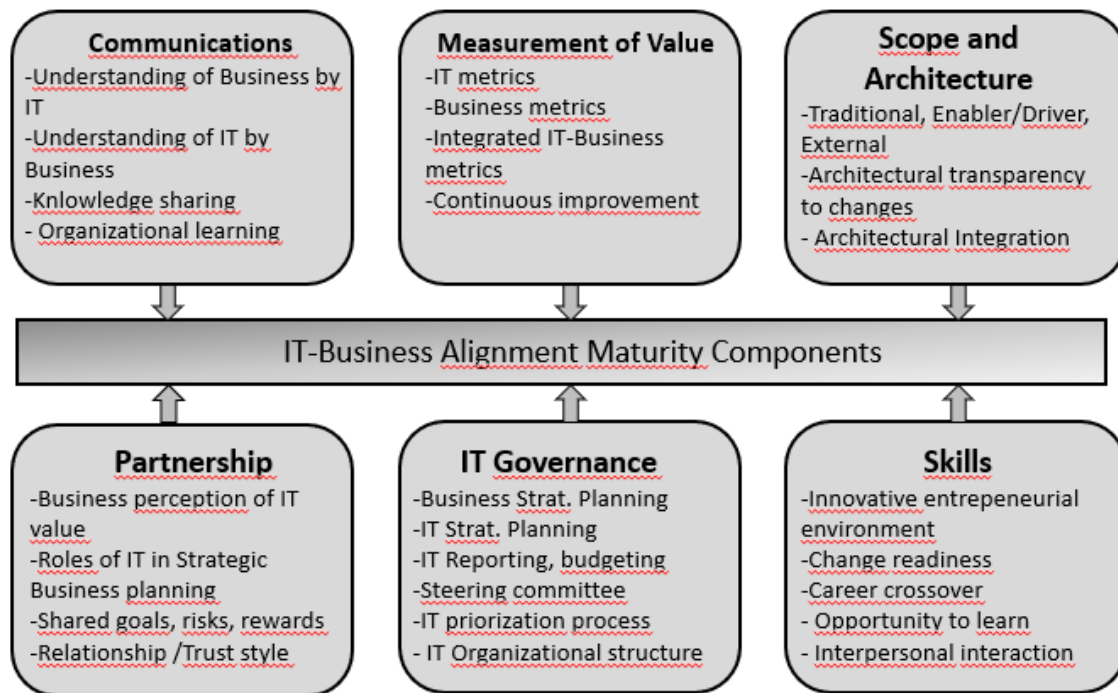 Communications
-Understanding of Business by
IT
-Understanding of IT by
Business
-Knlowledge sharing
- Organizational learning
Measurement of Value
-IT metrics
-Business metrics
-Integrated IT-Business
metrics
-Continuous improvement
Scope and
Architecture
-Traditional, Enabler/Driver,
External
-Architectural transparency
to changes
- Architectural Integration
IT-Business Alignment Maturity Components
Partnership
-Business perception of IT
value
-Roles of IT in Strategic
Business planning
-Shared goals, risks, rewards
-Relationship /Trust style
IT Governance
-Business Strat. Planning
-IT Strat. Planning
-IT Reporting, budgeting
-Steering committee
-IT priorization process
- IT Organizational structure
Skills
-Innovative entrepeneurial
environment
-Change readiness
-Career crossover
- Opportunity to learn
- Interpersonal interaction